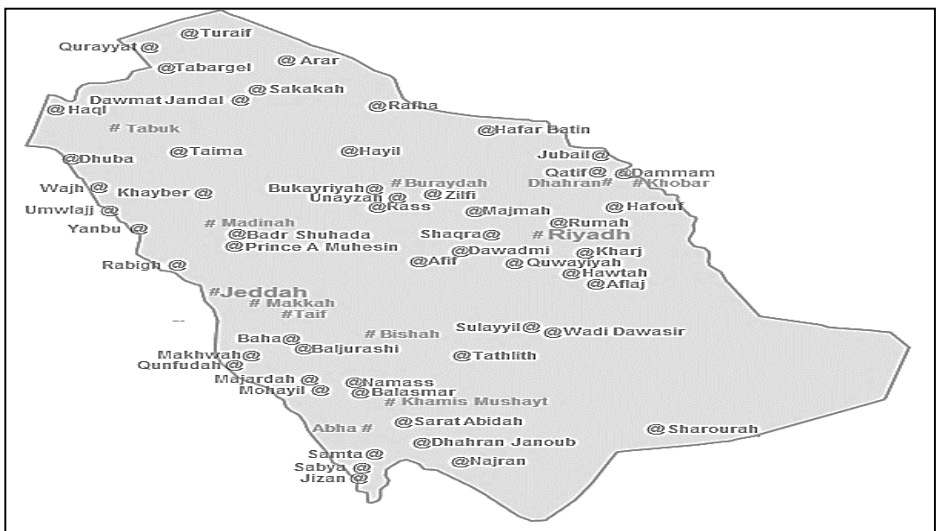 @Turaif
Qurayyat @
@Tabargel
@ Arar
@ Sakakah
Dawmat Jandal @
@ Haql
@Rafha
# Tabuk
@Hafar Batin
@Dhuba
@Taima
@Hayil
Jubail@
Qatif@ @Dammam
Dhahran# #Khobar
Wajh @
Khayber @
Bukayriyah@ #Buraydah
Unayzah @ @ Zilfi
@Rass
Umwlajj @
@Majmah
@ Hafouf
Yanbu @
# Madinah
@Rumah
@Badr Shuhada
Shaqra@
# Riyadh
@Prince A Muhesin
@Dawadmi
@Kharj
Rabigh @
@Afif
@ Quwayiyah
@Hawtah
@Aflaj
#Jeddah
# Makkah
#Taif
--
# Bishah
Sulayyil@
@Wadi Dawasir
Baha@
@Baljurashi
Makhwah@
@Tathlith
Qunfudah@
Majardah @
@Namass
Mohayil @
@Balasmar
# Khamis Mushayt
@Sarat Abidah
Abha #
@ Sharourah
@Dhahran Janoub
Samta@
@Najran
Sabya @
Jizan@